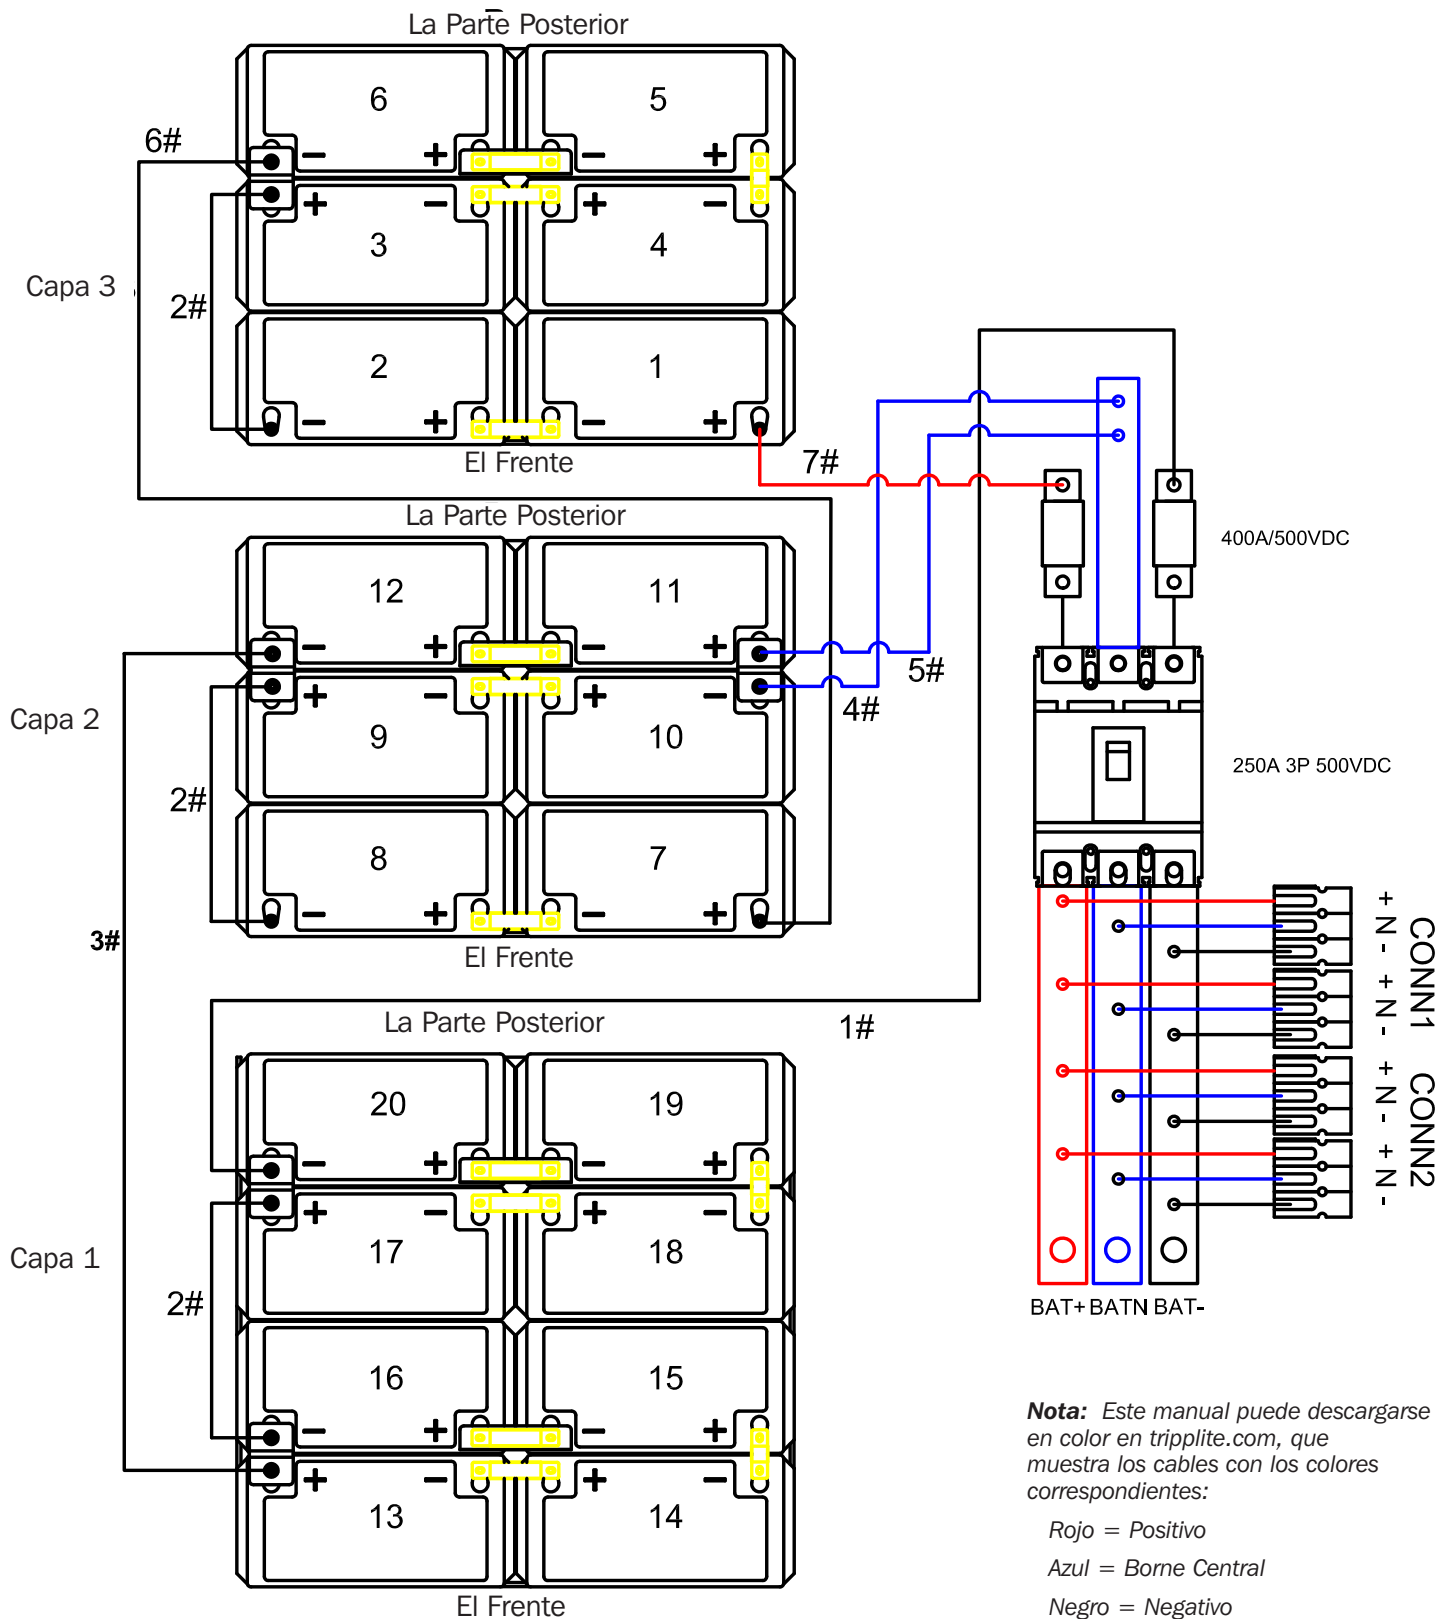 La Parte Posterior
6 5
6#
− + − +
+ − + −
3 4
Capa 3
2#
2 1
− + − +
El Frente
7#
400A/500VDC
La Parte Posterior
12 11
− + − +
5#
+ − + −
4#
Capa 2
9 10
250A 3P 500VDC
2#
8 7
− + − +
3#
El Frente
+ N - + N -
CONN1
+ N - + N -
CONN2
La Parte Posterior
1#
20 19
− + − +
+ − + −
17 18
Capa 1
2#
BAT+ BATN BAT-
16 15
− + − +
+ − + −
13 14
El Frente
Nota: Este manual puede descargarse
en color en tripplite.com, que
muestra los cables con los colores
correspondientes:
Rojo = Positivo
Azul = Borne Central
Negro = Negativo